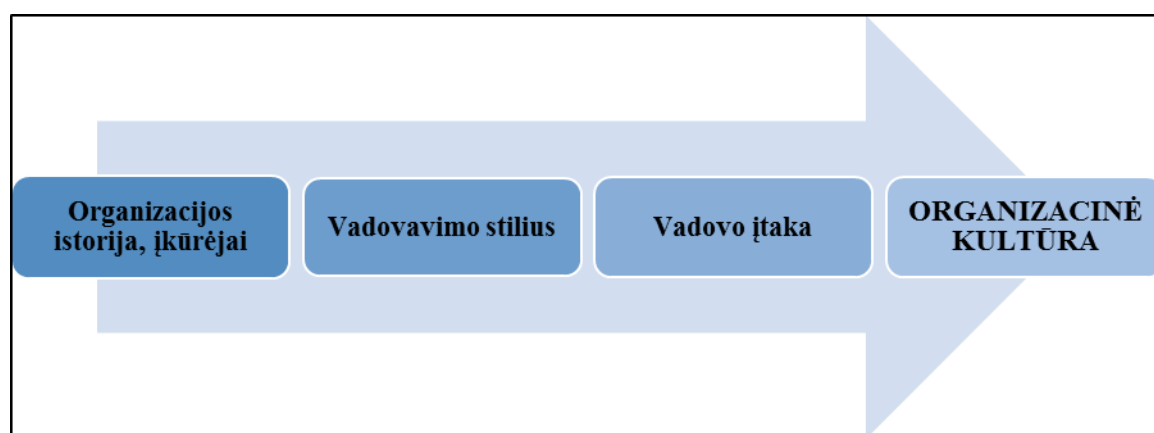 Organizacijos
istorija, įkūrėjai
Vadovavimo stilius
Vadovo įtaka
ORGANIZACINĖ
KULTŪRA